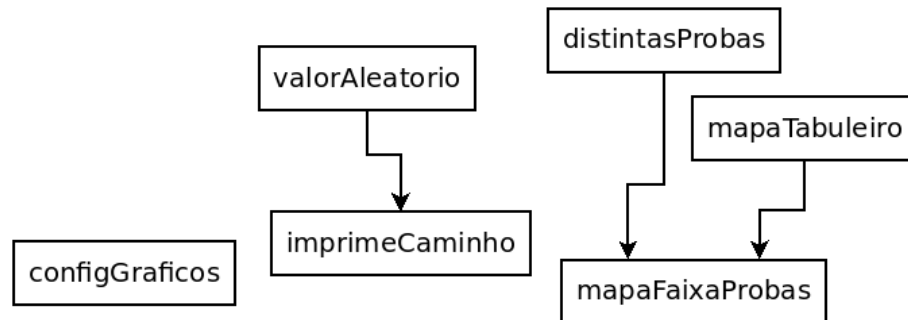 distintasProbas
valorAleatorio
mapaTabuleiro
imprimeCaminho
configGraficos
mapaFaixaProbas